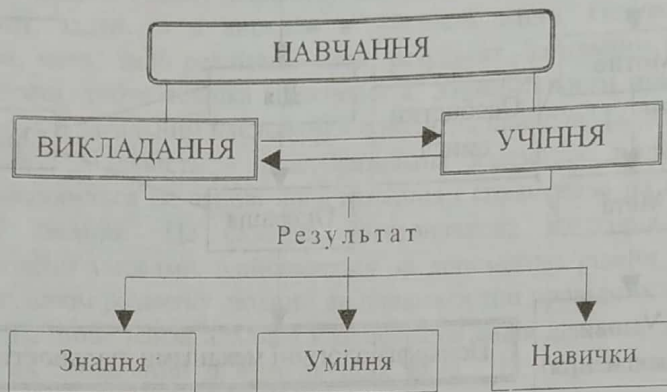 НАВЧАННЯ
ВИКЛАДАННЯ
УЧІННЯ
Результат
Знання
Уміння
Навички